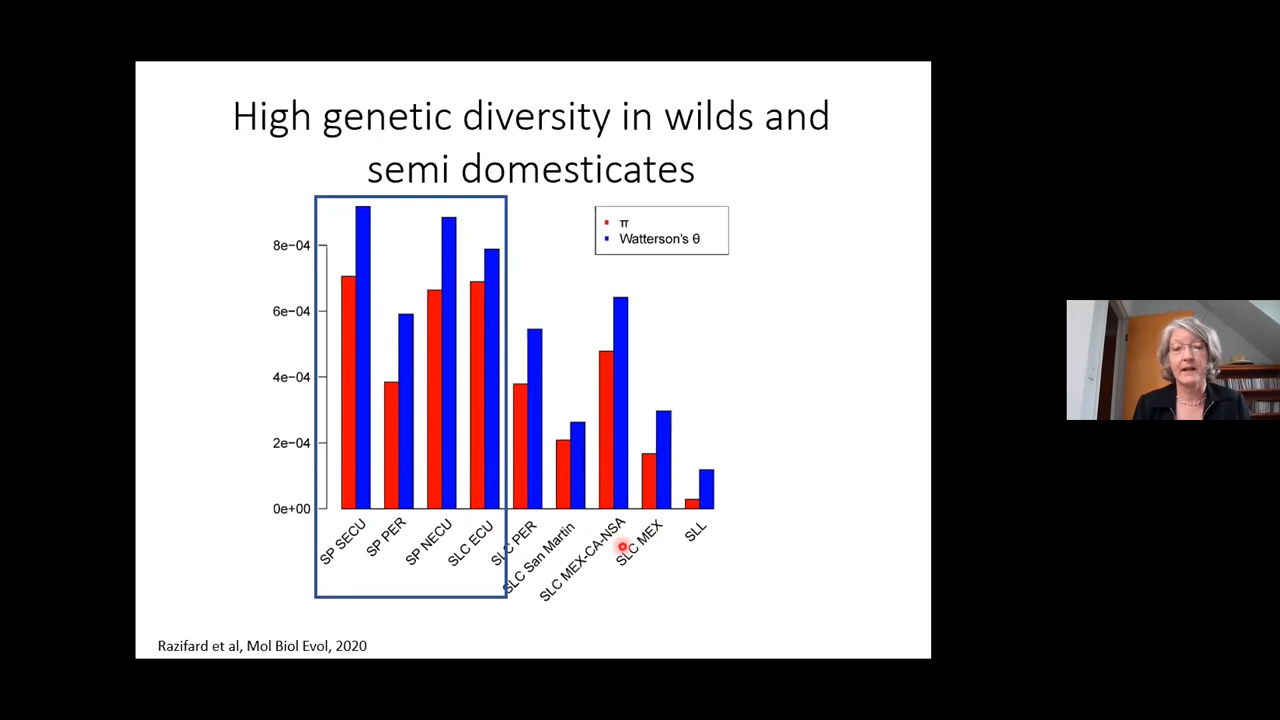 High genetic diversity in wilds and
semi domesticates
π
Watterson's θ
8e−04
6e−04
4e−04
2e−04
0e+00
SP SECU
SP PER
SP NECU
SLC ECU
SLC PER
SLC San Martin
SLC MEX-CA-NSA
SLC MEX
SLL
Razifard et al, Mol Biol Evol, 2020